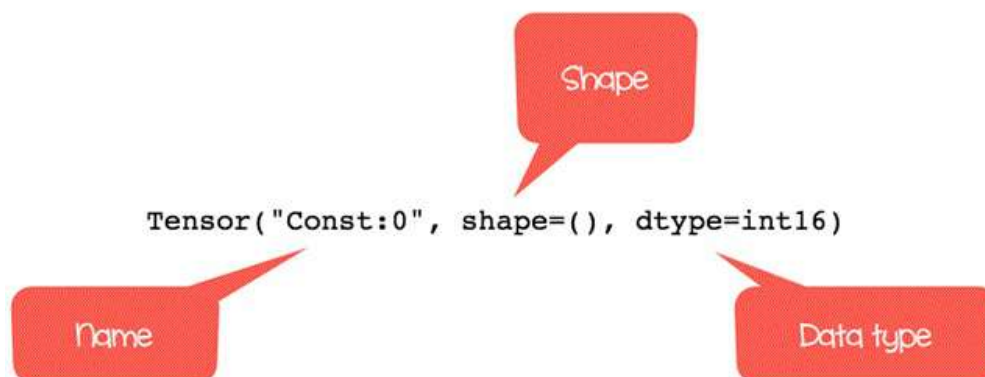 Shape
Tensor("Const:0", shape=(), dtype=int16)
Name
Data type